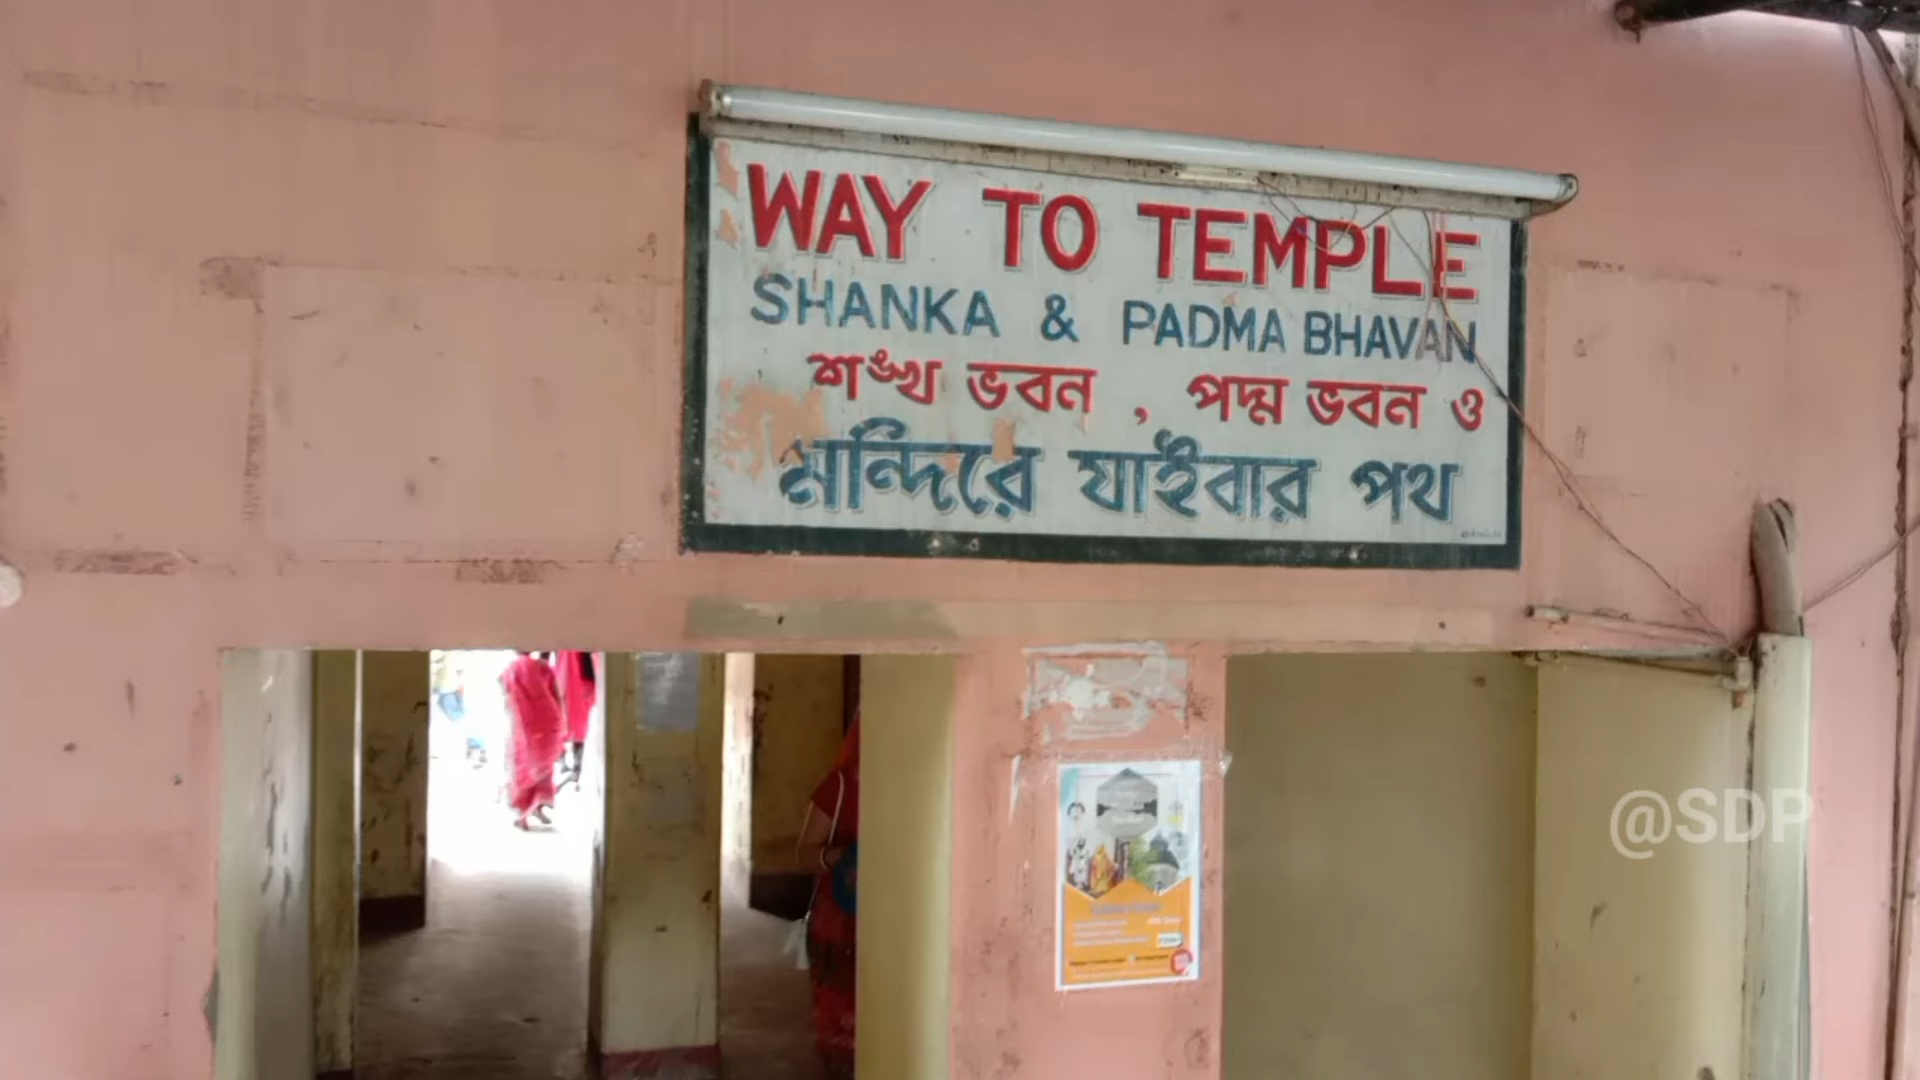 WAY TO TEMPLE
SHANKA & PADMA BHAVAN
শঙ্খ ভবন , পদ্ম ভবন ও
মন্দিরে যাইবার পথ
@SDP